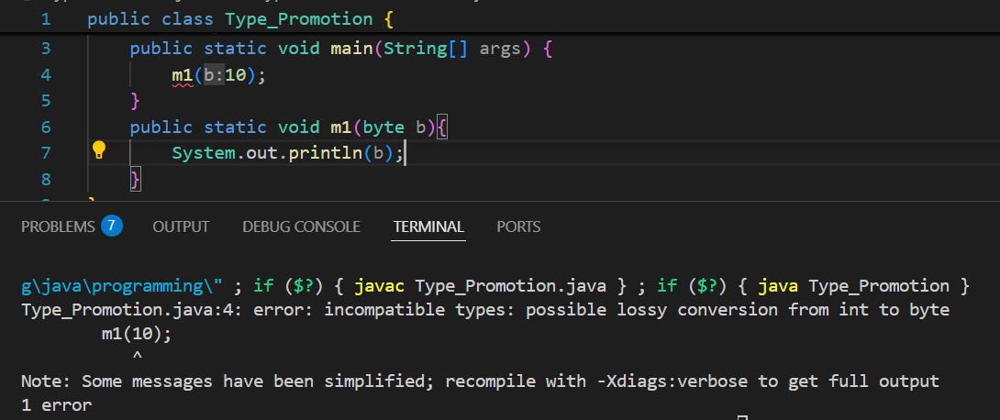 1 public class Type_Promotion {
3 public static void main(String[] args) {
4 m1(b:10);
5 }
6 public static void m1(byte b){
7 System.out.println(b);
8 }
PROBLEMS 7 OUTPUT DEBUG CONSOLE TERMINAL PORTS
g\java\programming\" ; if ($?) { javac Type_Promotion.java } ; if ($?) { java Type_Promotion }
Type_Promotion.java:4: error: incompatible types: possible lossy conversion from int to byte
m1(10);
^
Note: Some messages have been simplified; recompile with -Xdiags:verbose to get full output
1 error